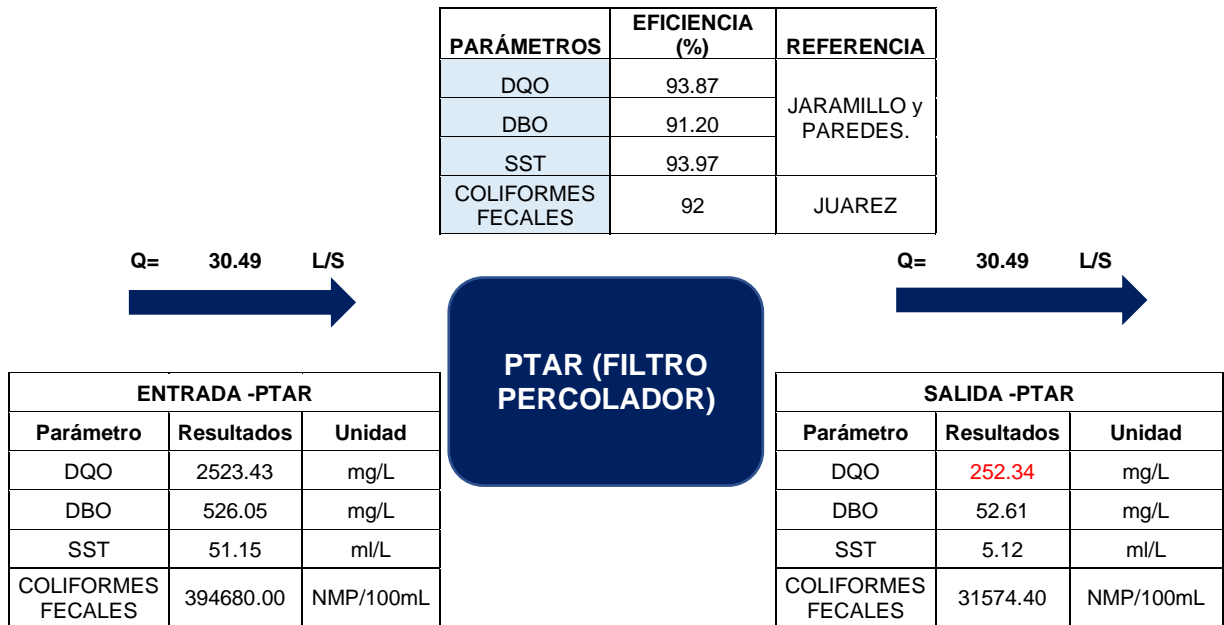 PARÁMETROS EFICIENCIA (%) REFERENCIA
DQO 93.87 JARAMILLO y PAREDES.
DBO 91.20
SST 93.97
COLIFORMES FECALES 92 JUAREZ
Q= 30.49 L/S
Q= 30.49 L/S
PTAR (FILTRO
PERCOLADOR)
ENTRADA -PTAR
Parámetro Resultados Unidad
DQO 2523.43 mg/L
DBO 526.05 mg/L
SST 51.15 ml/L
COLIFORMES FECALES 394680.00 NMP/100mL
SALIDA -PTAR
Parámetro Resultados Unidad
DQO 252.34 mg/L
DBO 52.61 mg/L
SST 5.12 ml/L
COLIFORMES FECALES 31574.40 NMP/100mL